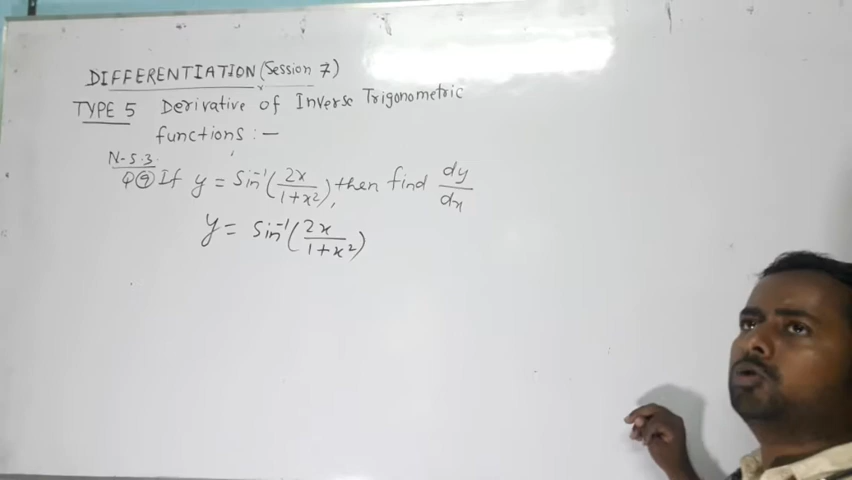 DIFFERENTIATION (Session 7)
TYPE 5 Derivative of Inverse Trigonometric
functions :—
N-5.3.
Q⑨ If y = Sin⁻¹(2x/(1+x²)), then find dy/dx
y = Sin⁻¹(2x/(1+x²))